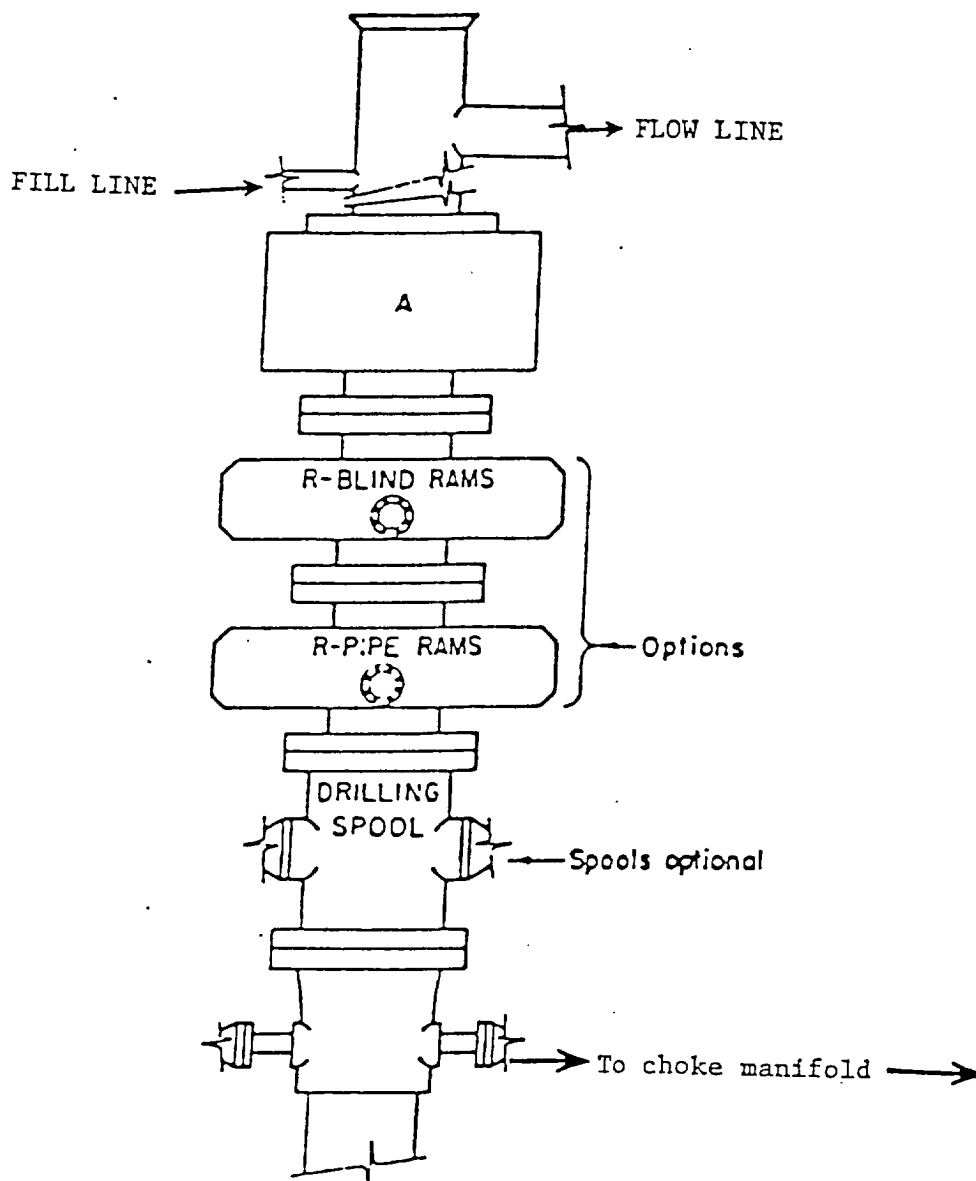 FLOW LINE
FILL LINE
A
R-BLIND RAMS
R-PIPE RAMS
Options
DRILLING
SPOOL
Spools optional
To choke manifold